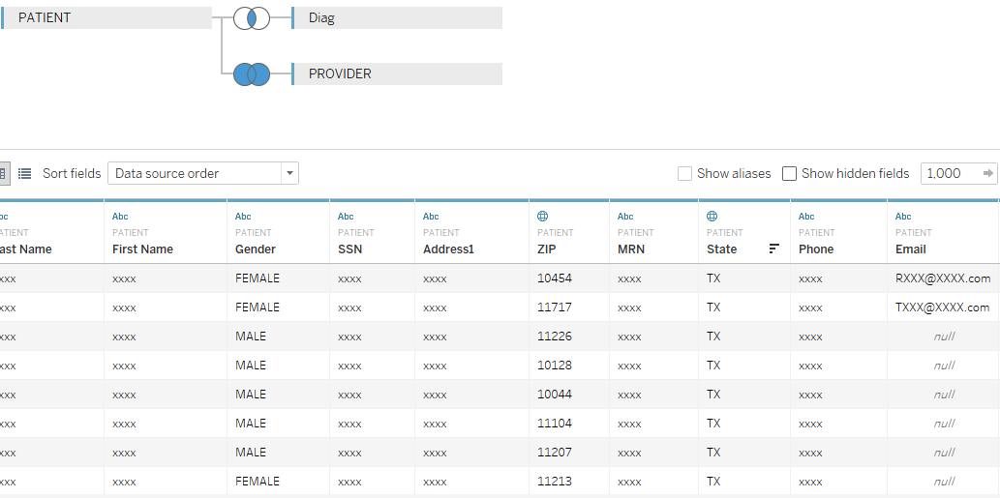 PATIENT Diag
PROVIDER
Sort fields Data source order Show aliases Show hidden fields 1,000
bc Abc Abc Abc Abc Abc Abc Abc
ATIENT PATIENT PATIENT PATIENT PATIENT PATIENT PATIENT PATIENT PATIENT PATIENT
ast Name First Name Gender SSN Address1 ZIP MRN State Phone Email
xxx xxxx FEMALE xxxx xxxx 10454 xxxx TX xxxx RXXX@XXXX.com
xxx xxxx FEMALE xxxx xxxx 11717 xxxx TX xxxx TXXX@XXXX.com
xxx xxxx MALE xxxx xxxx 11226 xxxx TX xxxx null
xxx xxxx MALE xxxx xxxx 10128 xxxx TX xxxx null
xxx xxxx MALE xxxx xxxx 10044 xxxx TX xxxx null
xxx xxxx MALE xxxx xxxx 11104 xxxx TX xxxx null
xxx xxxx MALE xxxx xxxx 11207 xxxx TX xxxx null
xxx xxxx FEMALE xxxx xxxx 11213 xxxx TX xxxx null